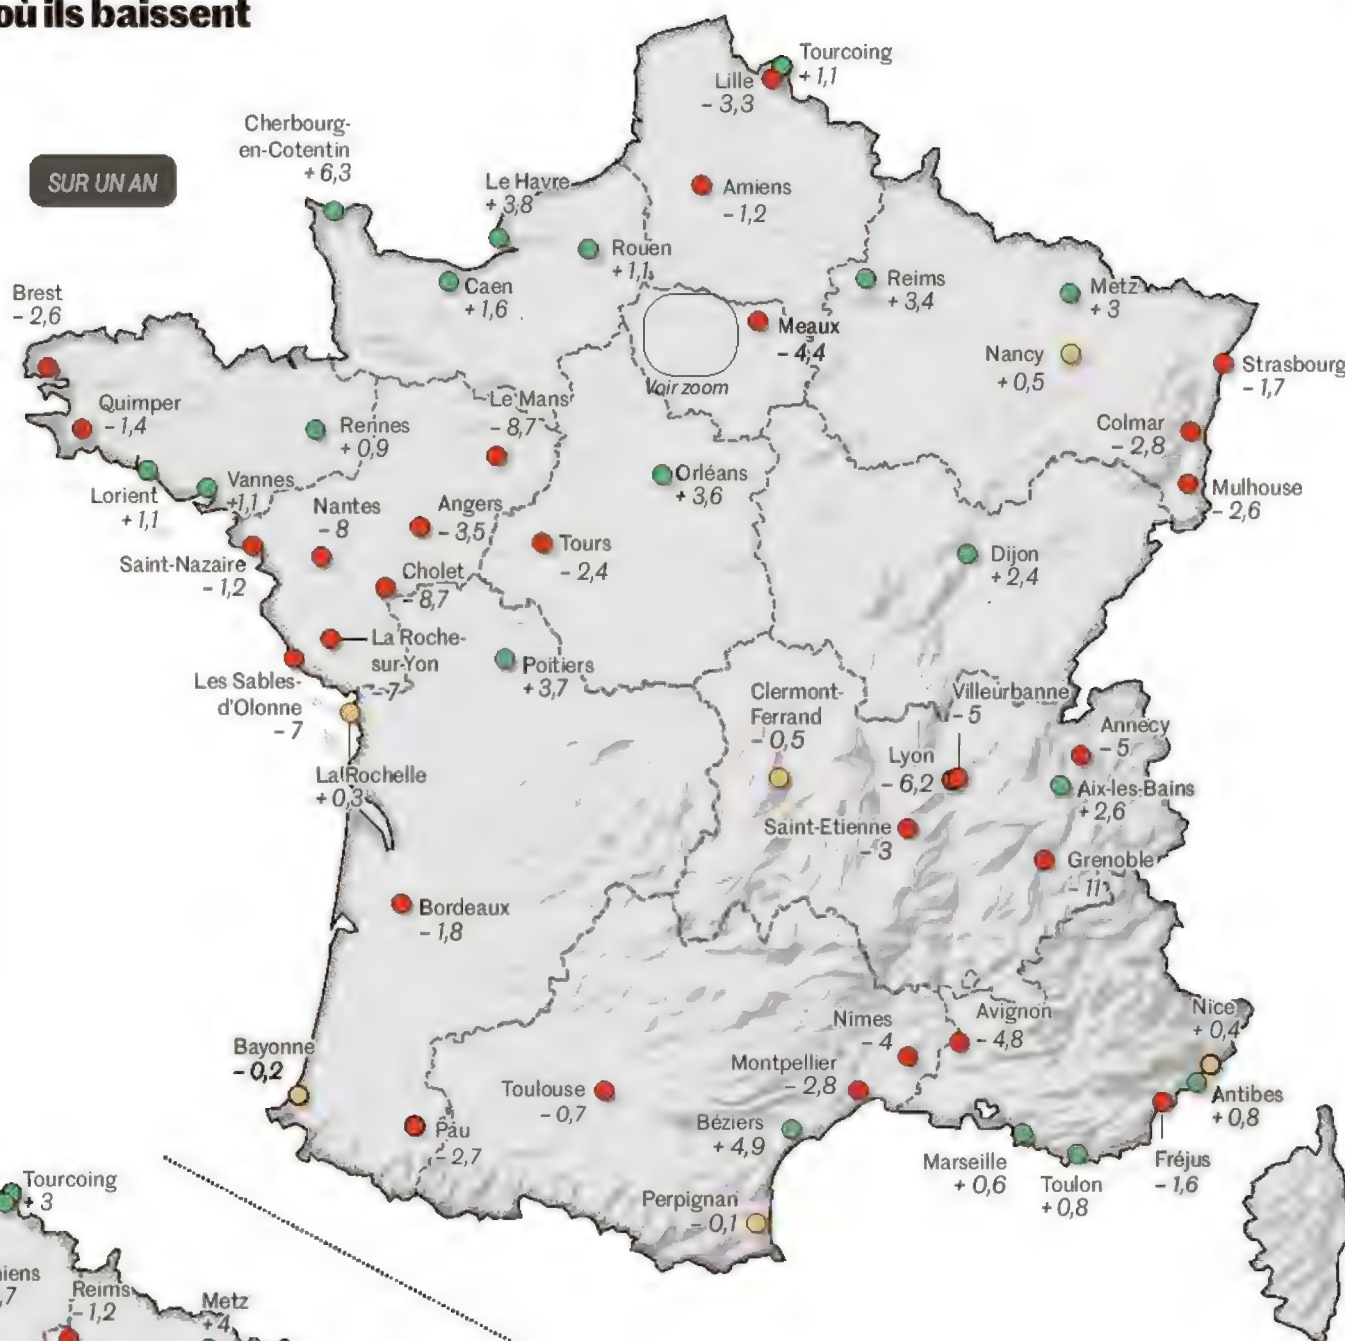 où ils baissent
SUR UN AN
Tourcoing
+ 1,1
Lille
– 3,3
Cherbourg-
en-Cotentin
+ 6,3
Le Havre
+ 3,8
Amiens
– 1,2
Rouen
+ 1,1
Caen
+ 1,6
Reims
+ 3,4
Metz
+ 3
Brest
– 2,6
Meaux
– 4,4
Nancy
+ 0,5
Strasbourg
– 1,7
Voir zoom
Quimper
– 1,4
Rennes
+ 0,9
Le Mans
– 8,7
Colmar
– 2,8
Orléans
+ 3,6
Mulhouse
– 2,6
Lorient
+ 1,1
Vannes
+1,1
Nantes
– 8
Angers
– 3,5
Tours
– 2,4
Dijon
+ 2,4
Saint-Nazaire
– 1,2
Cholet
– 8,7
La Roche-
sur-Yon
– 7
Poitiers
+ 3,7
Les Sables-
d'Olonne
– 7
Clermont-
Ferrand
– 0,5
Villeurbanne
– 5
Annecy
– 5
Lyon
– 6,2
La Rochelle
+ 0,3
Aix-les-Bains
+ 2,6
Saint-Etienne
– 3
Grenoble
– 11
Bordeaux
– 1,8
Nîmes
– 4
Avignon
– 4,8
Nice
+ 0,4
Bayonne
– 0,2
Montpellier
– 2,8
Toulouse
– 0,7
Antibes
+ 0,8
Pau
– 2,7
Béziers
+ 4,9
Marseille
+ 0,6
Toulon
+ 0,8
Fréjus
– 1,6
Perpignan
– 0,1
Tourcoing
+ 3
iens
,7
Reims
– 1,2
Metz
+ 4